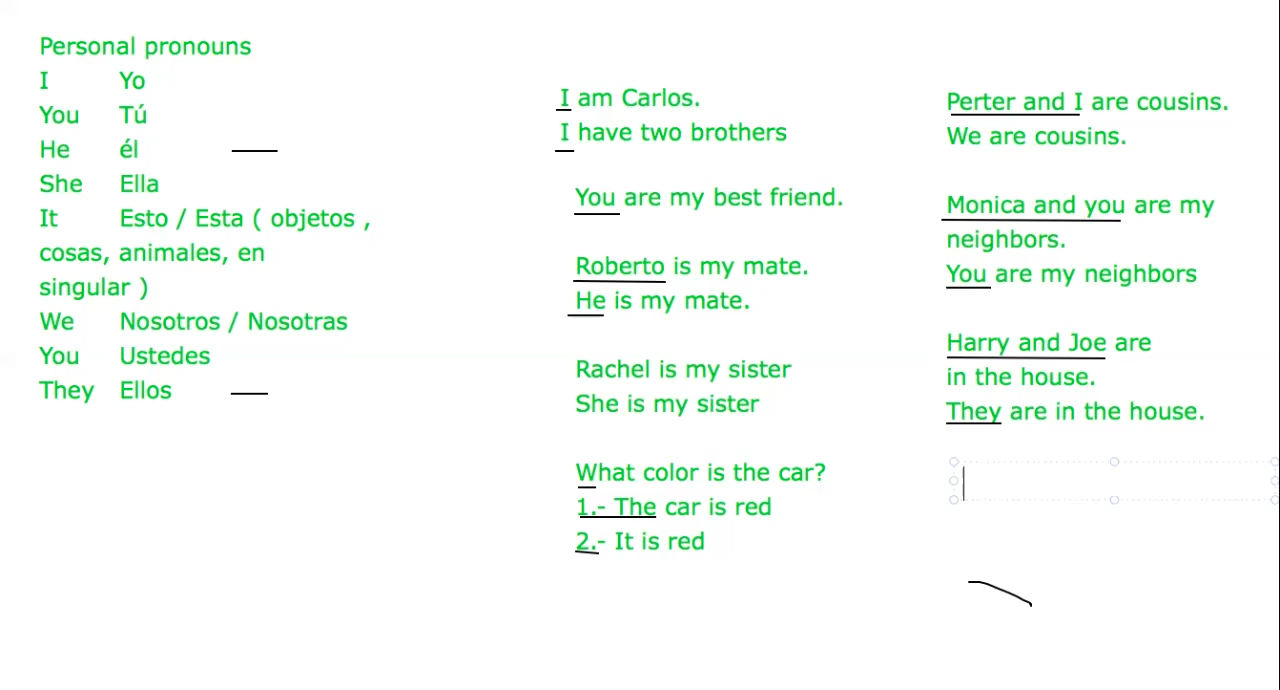 Personal pronouns
I Yo
You Tú
He él
She Ella
It Esto / Esta ( objetos ,
cosas, animales, en
singular )
We Nosotros / Nosotras
You Ustedes
They Ellos
I am Carlos.
I have two brothers
You are my best friend.
Roberto is my mate.
He is my mate.
Rachel is my sister
She is my sister
What color is the car?
1.- The car is red
2.- It is red
Perter and I are cousins.
We are cousins.
Monica and you are my
neighbors.
You are my neighbors
Harry and Joe are
in the house.
They are in the house.